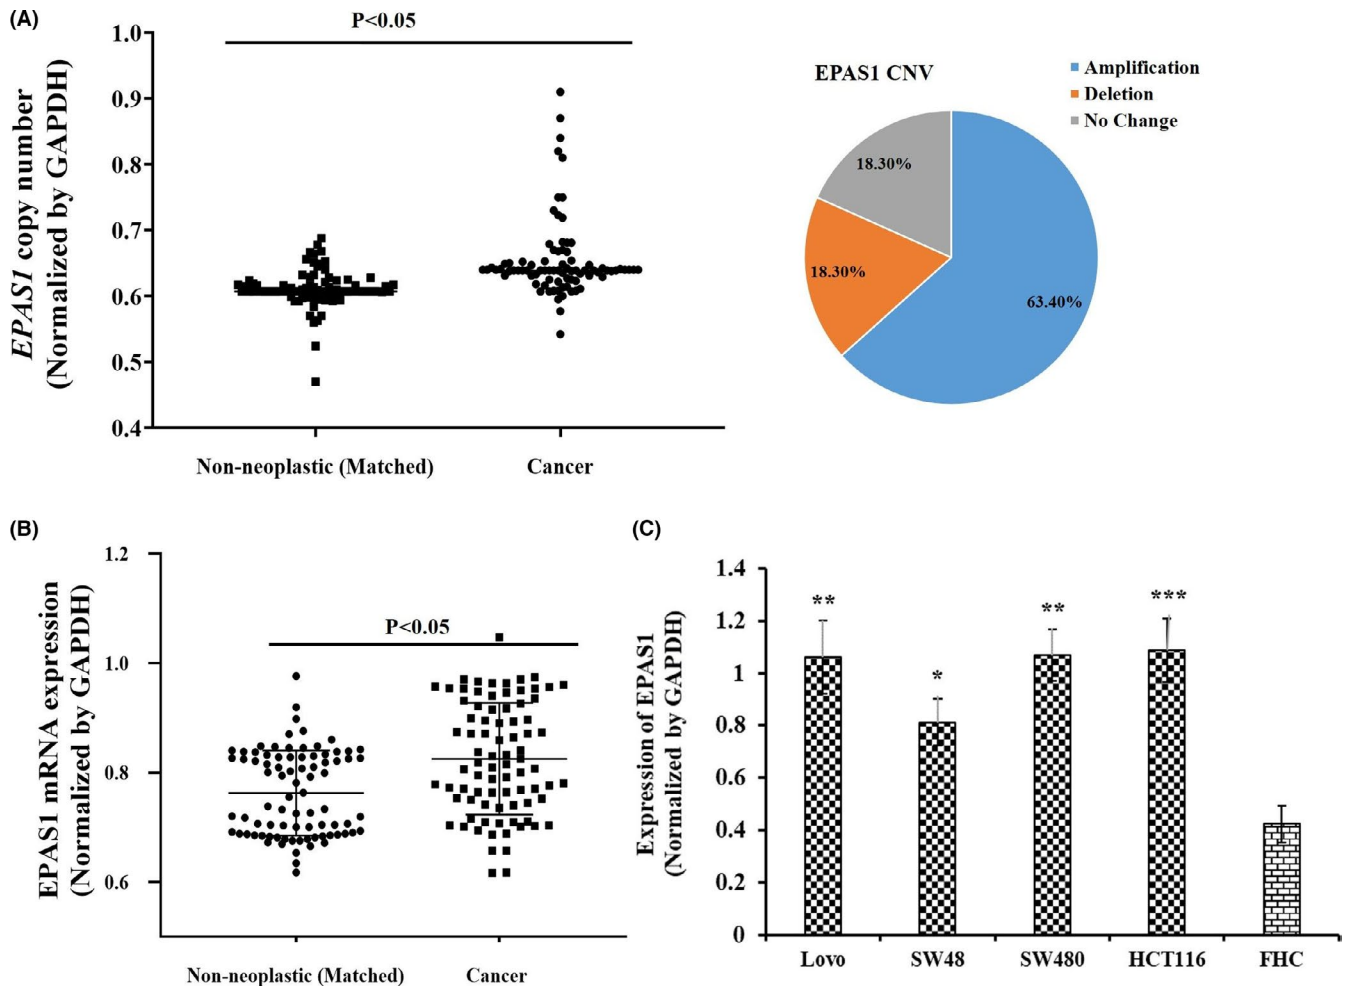 (A)
P<0.05
1.0
0.9
0.8
0.7
0.6
0.5
0.4
EPAS1 copy number
(Normalized by GAPDH)
Non-neoplastic (Matched)
Cancer
EPAS1 CNV
Amplification
Deletion
No Change
18.30%
18.30%
63.40%
(B)
1.2
1.0
0.8
0.6
EPAS1 mRNA expression
(Normalized by GAPDH)
P<0.05
Non-neoplastic (Matched)
Cancer
(C)
1.4
1.2
1
0.8
0.6
0.4
0.2
0
Expression of EPAS1
(Normalized by GAPDH)
**
*
**
***
Lovo
SW48
SW480
HCT116
FHC